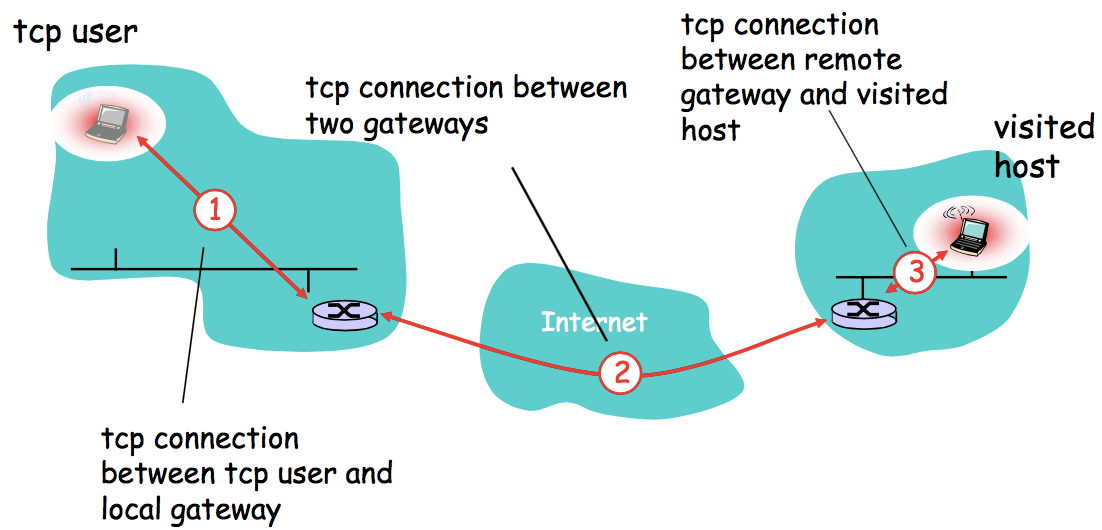 tcp user
tcp connection between
two gateways
tcp connection
between remote
gateway and visited
host
visited
host
1
3
Internet
2
tcp connection
between tcp user and
local gateway